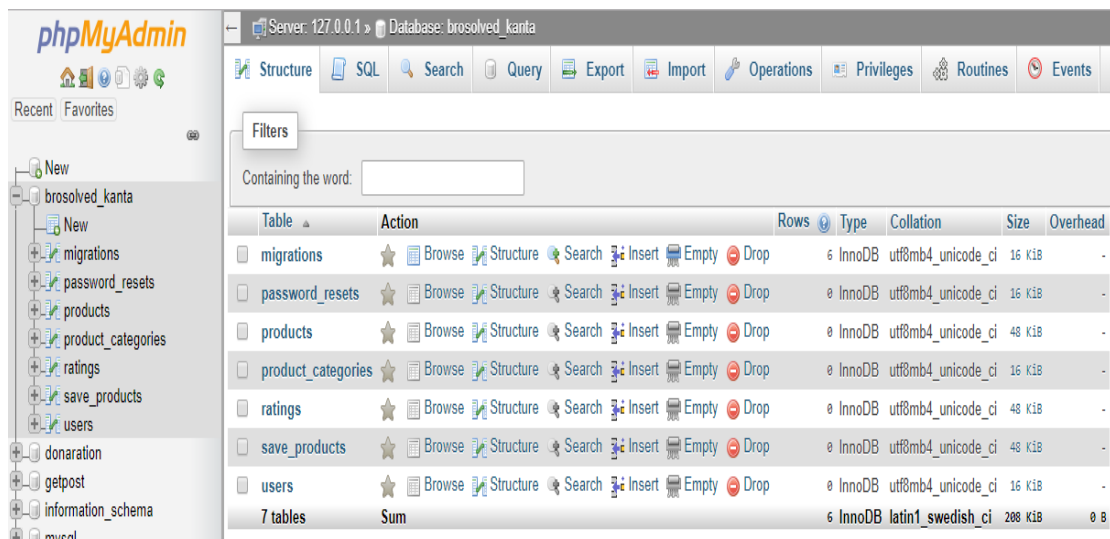 phpMyAdmin
Recent Favorites
New
brosolved_kanta
New
migrations
password_resets
products
product_categories
ratings
save_products
users
donaration
getpost
information_schema
mysql
← Server: 127.0.0.1 » Database: brosolved_kanta
Structure SQL Search Query Export Import Operations Privileges Routines Events
Filters
Containing the word:
Table Action Rows Type Collation Size Overhead
migrations Browse Structure Search Insert Empty Drop 6 InnoDB utf8mb4_unicode_ci 16 KiB -
password_resets Browse Structure Search Insert Empty Drop 0 InnoDB utf8mb4_unicode_ci 16 KiB -
products Browse Structure Search Insert Empty Drop 0 InnoDB utf8mb4_unicode_ci 48 KiB -
product_categories Browse Structure Search Insert Empty Drop 0 InnoDB utf8mb4_unicode_ci 16 KiB -
ratings Browse Structure Search Insert Empty Drop 0 InnoDB utf8mb4_unicode_ci 48 KiB -
save_products Browse Structure Search Insert Empty Drop 0 InnoDB utf8mb4_unicode_ci 48 KiB -
users Browse Structure Search Insert Empty Drop 0 InnoDB utf8mb4_unicode_ci 16 KiB -
7 tables Sum 6 InnoDB latin1_swedish_ci 208 KiB 0 B